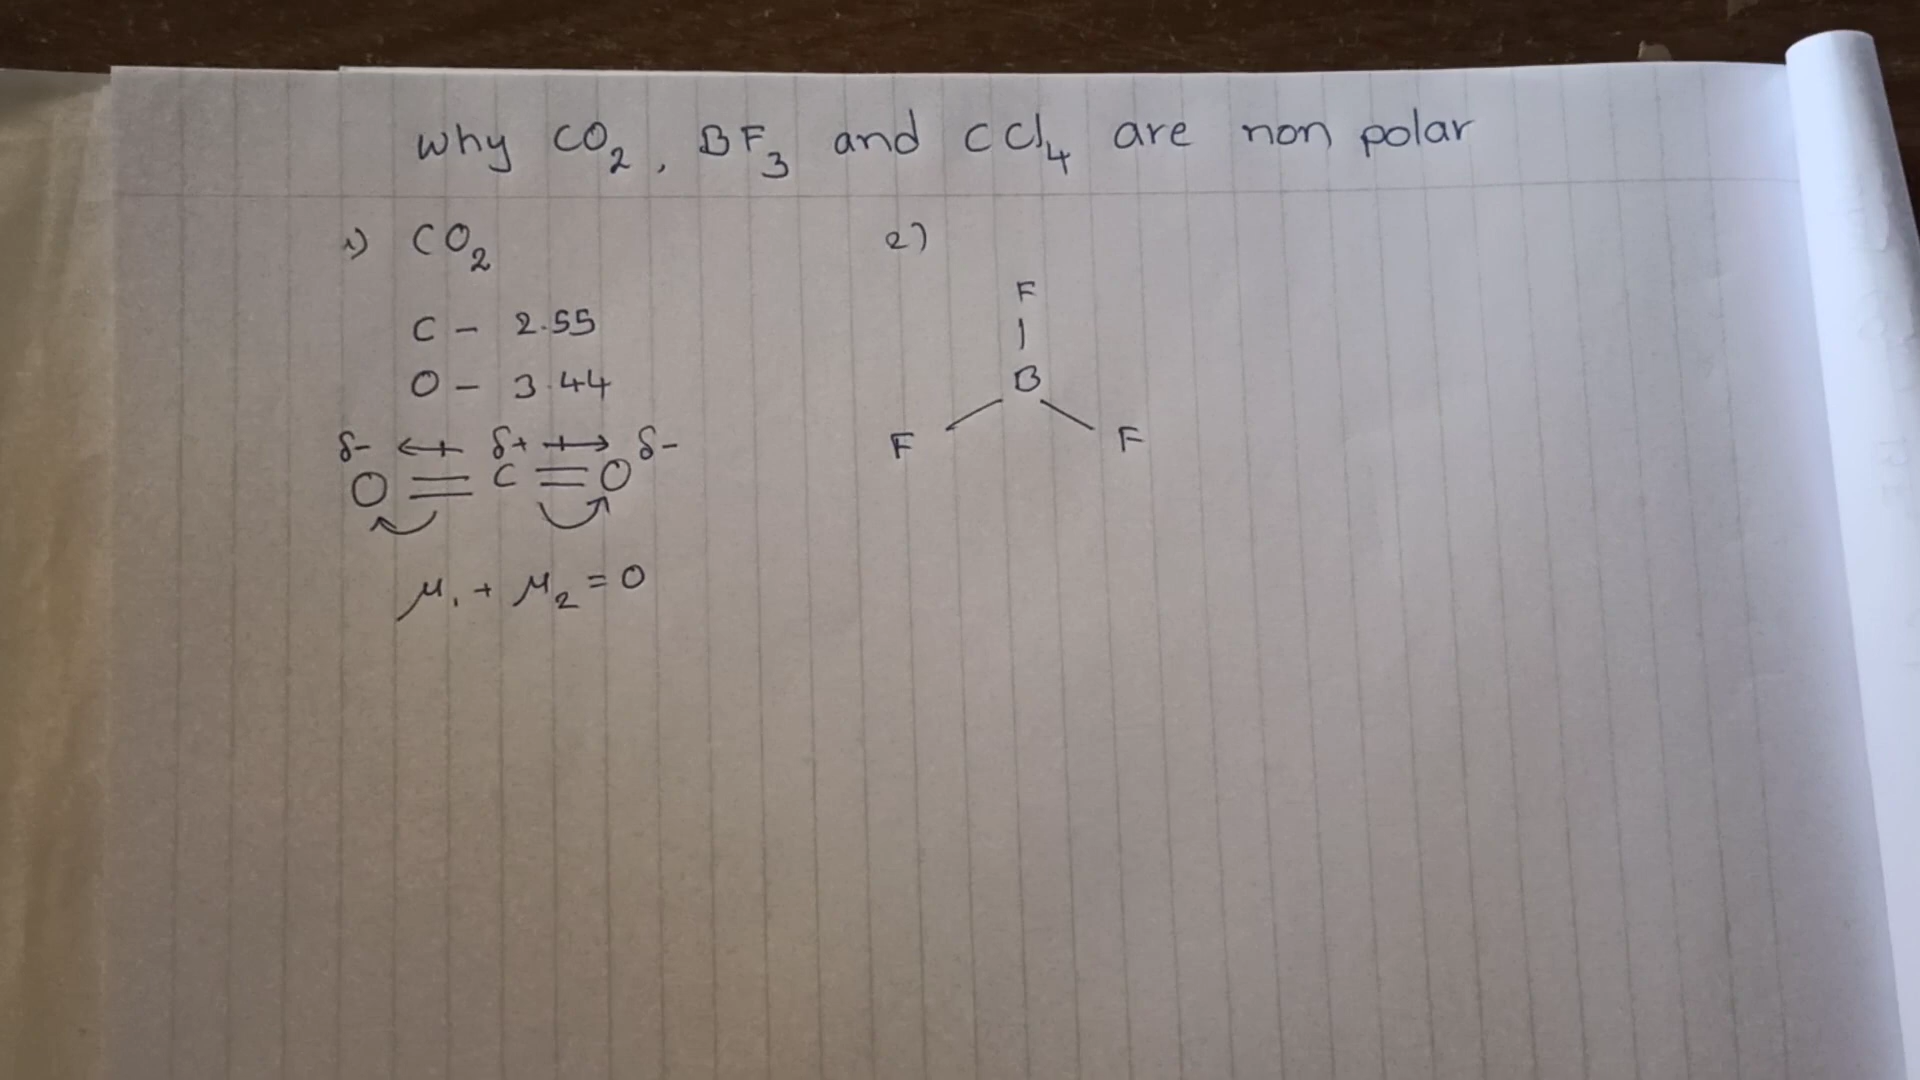 why CO₂, BF₃ and CCl₄ are non polar
1) CO₂
C - 2.55
O - 3.44
δ- ← δ+ → δ-
O = C = O
μ₁ + μ₂ = 0
2)
F
B
F F